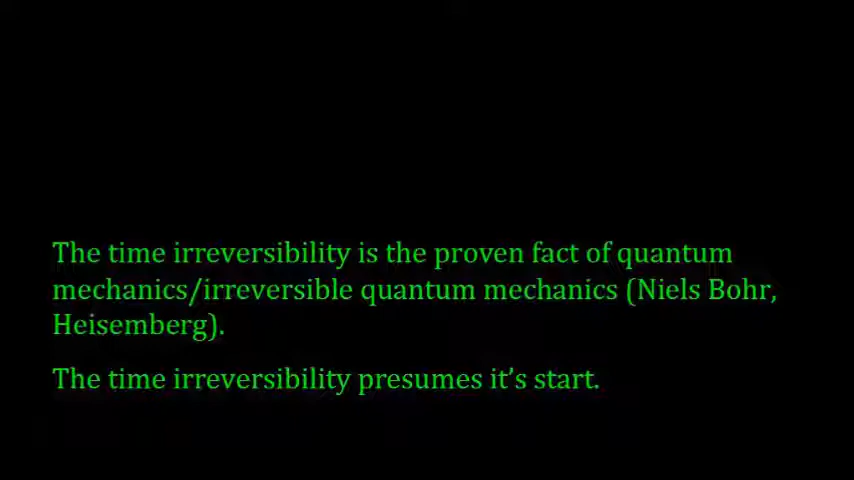 The time irreversibility is the proven fact of quantum
mechanics/irreversible quantum mechanics (Niels Bohr,
Heisemberg).
The time irreversibility presumes it’s start.